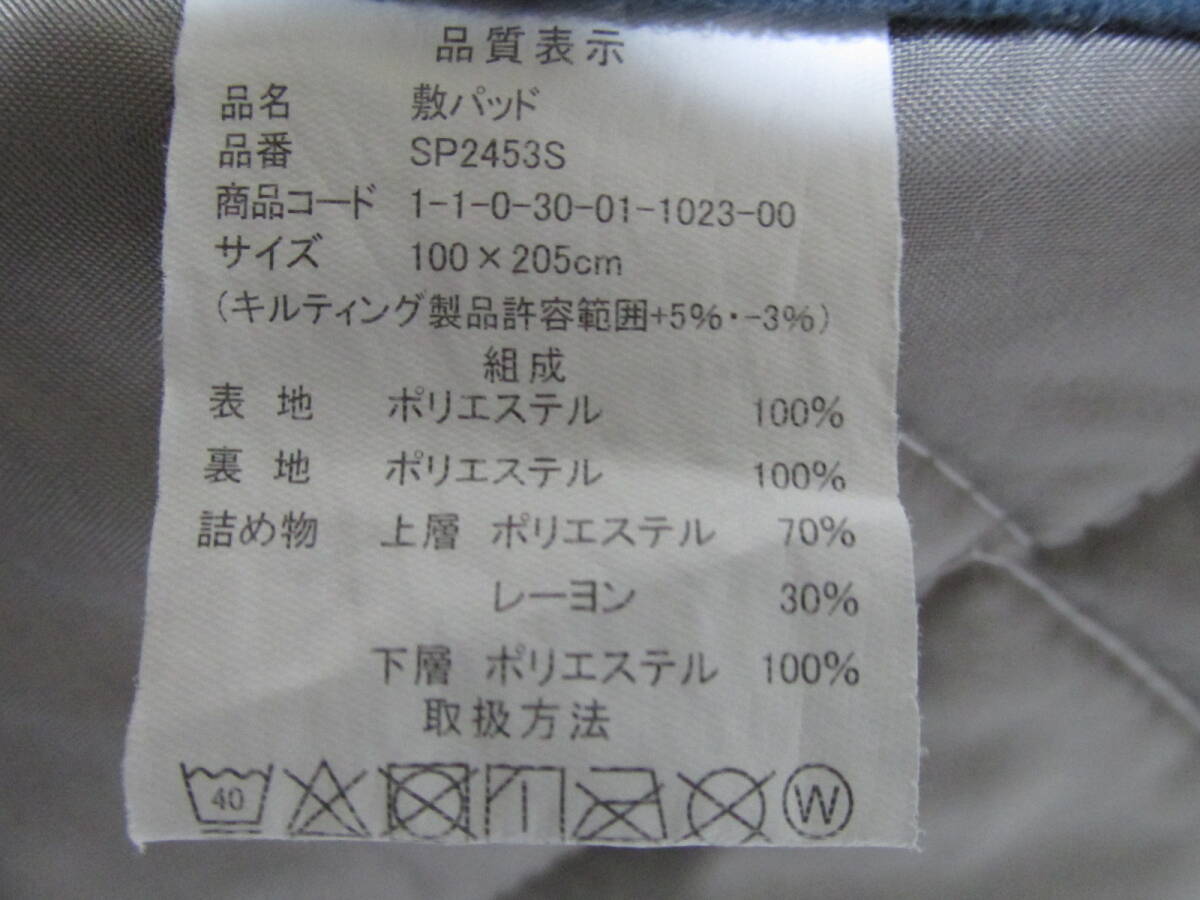 品質表示
品名 敷パッド
品番 SP2453S
商品コード 1-1-0-30-01-1023-00
サイズ 100×205cm
(キルティング製品許容範囲+5%・-3%)
組成
表地 ポリエステル 100%
裏地 ポリエステル 100%
詰め物 上層 ポリエステル 70%
レーヨン 30%
下層 ポリエステル 100%
取扱方法
40 W